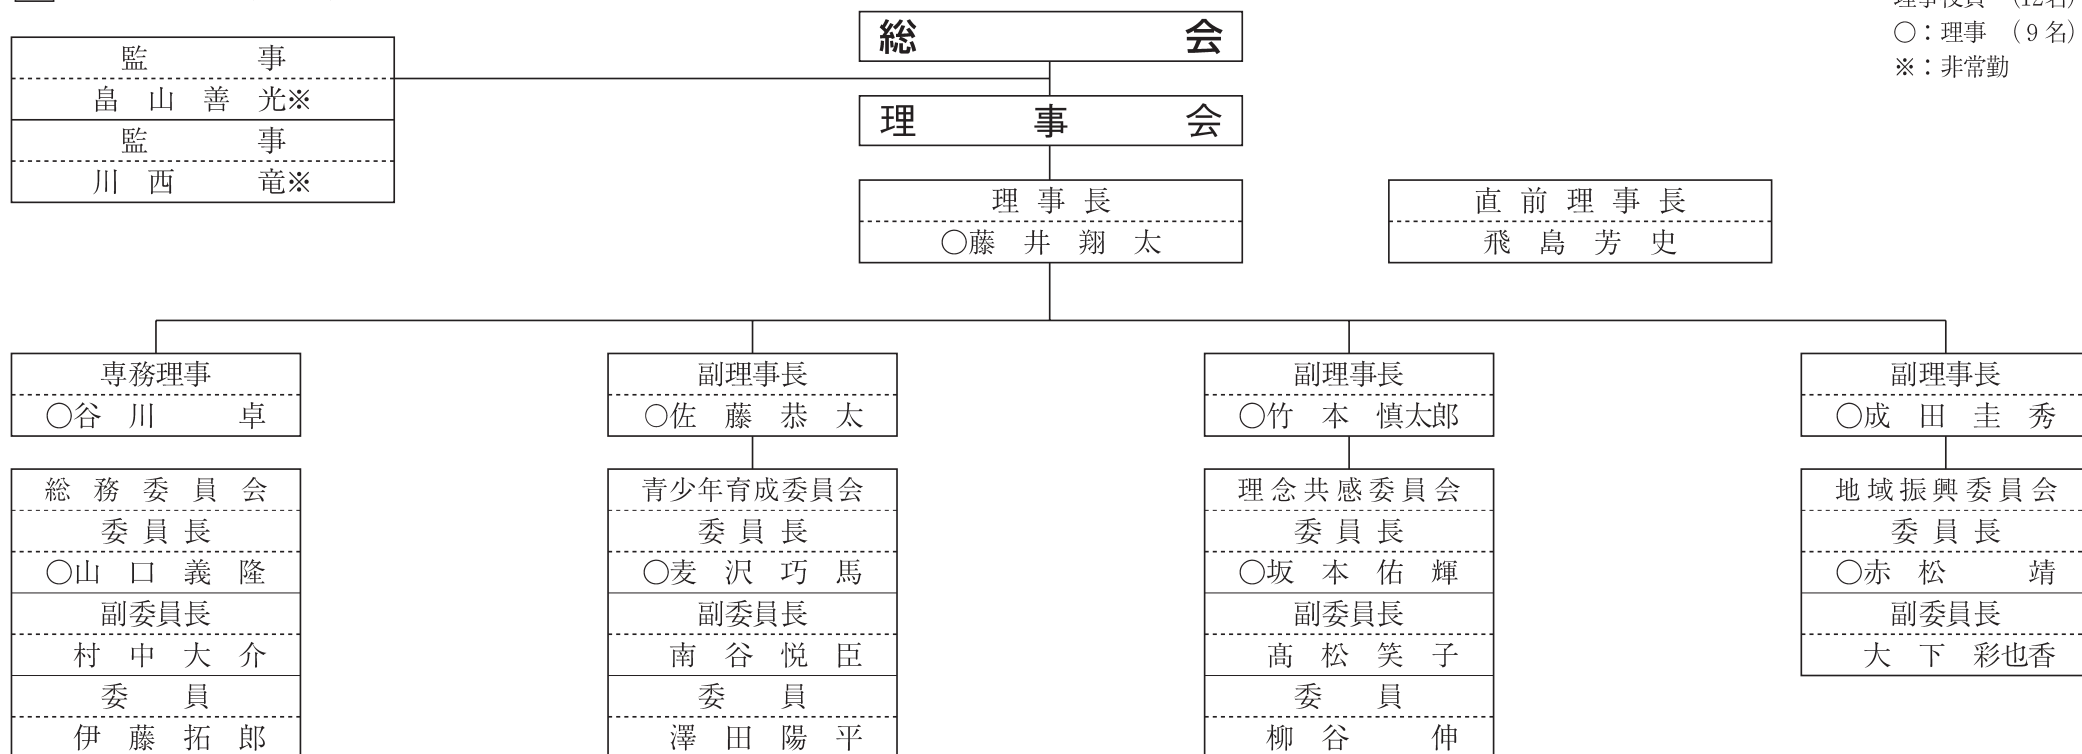 総会
理事役員 （12名）
○：理事 （9名）
※：非常勤
監事
畠山善光※
監事
川西竜※
理事会
理事長
○藤井翔太
直前理事長
飛島芳史
専務理事
○谷川卓
副理事長
○佐藤恭太
副理事長
○竹本慎太郎
副理事長
○成田圭秀
総務委員会
委員長
○山口義隆
副委員長
村中大介
委員
伊藤拓郎
青少年育成委員会
委員長
○麦沢巧馬
副委員長
南谷悦臣
委員
澤田陽平
理念共感委員会
委員長
○坂本佑輝
副委員長
髙松笑子
委員
柳谷伸
地域振興委員会
委員長
○赤松靖
副委員長
大下彩也香